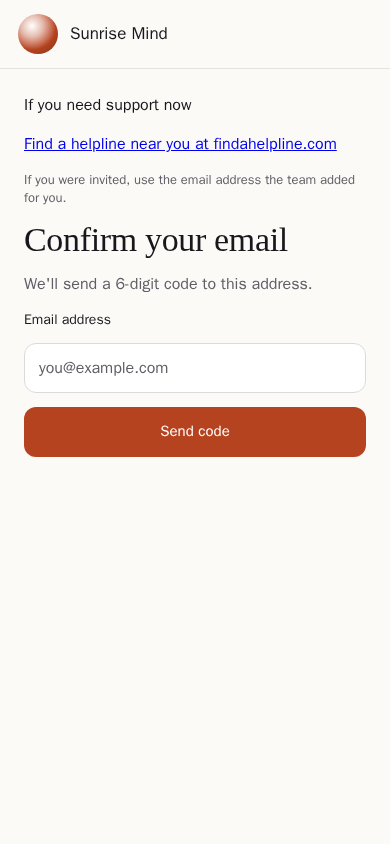 Sunrise Mind
If you need support now
Find a helpline near you at findahelpline.com
If you were invited, use the email address the team added
for you.
Confirm your email
We'll send a 6-digit code to this address.
Email address
you@example.com
Send code